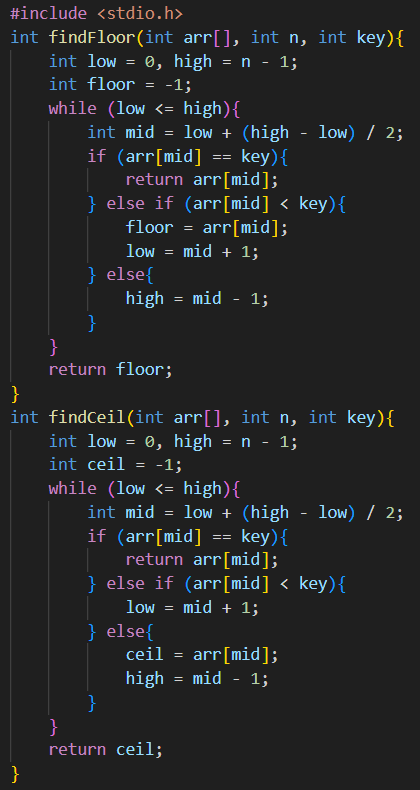 #include <stdio.h>
int findFloor(int arr[], int n, int key){
    int low = 0, high = n - 1;
    int floor = -1;
    while (low <= high){
        int mid = low + (high - low) / 2;
        if (arr[mid] == key){
            return arr[mid];
        } else if (arr[mid] < key){
            floor = arr[mid];
            low = mid + 1;
        } else{
            high = mid - 1;
        }
    }
    return floor;
}
int findCeil(int arr[], int n, int key){
    int low = 0, high = n - 1;
    int ceil = -1;
    while (low <= high){
        int mid = low + (high - low) / 2;
        if (arr[mid] == key){
            return arr[mid];
        } else if (arr[mid] < key){
            low = mid + 1;
        } else{
            ceil = arr[mid];
            high = mid - 1;
        }
    }
    return ceil;
}